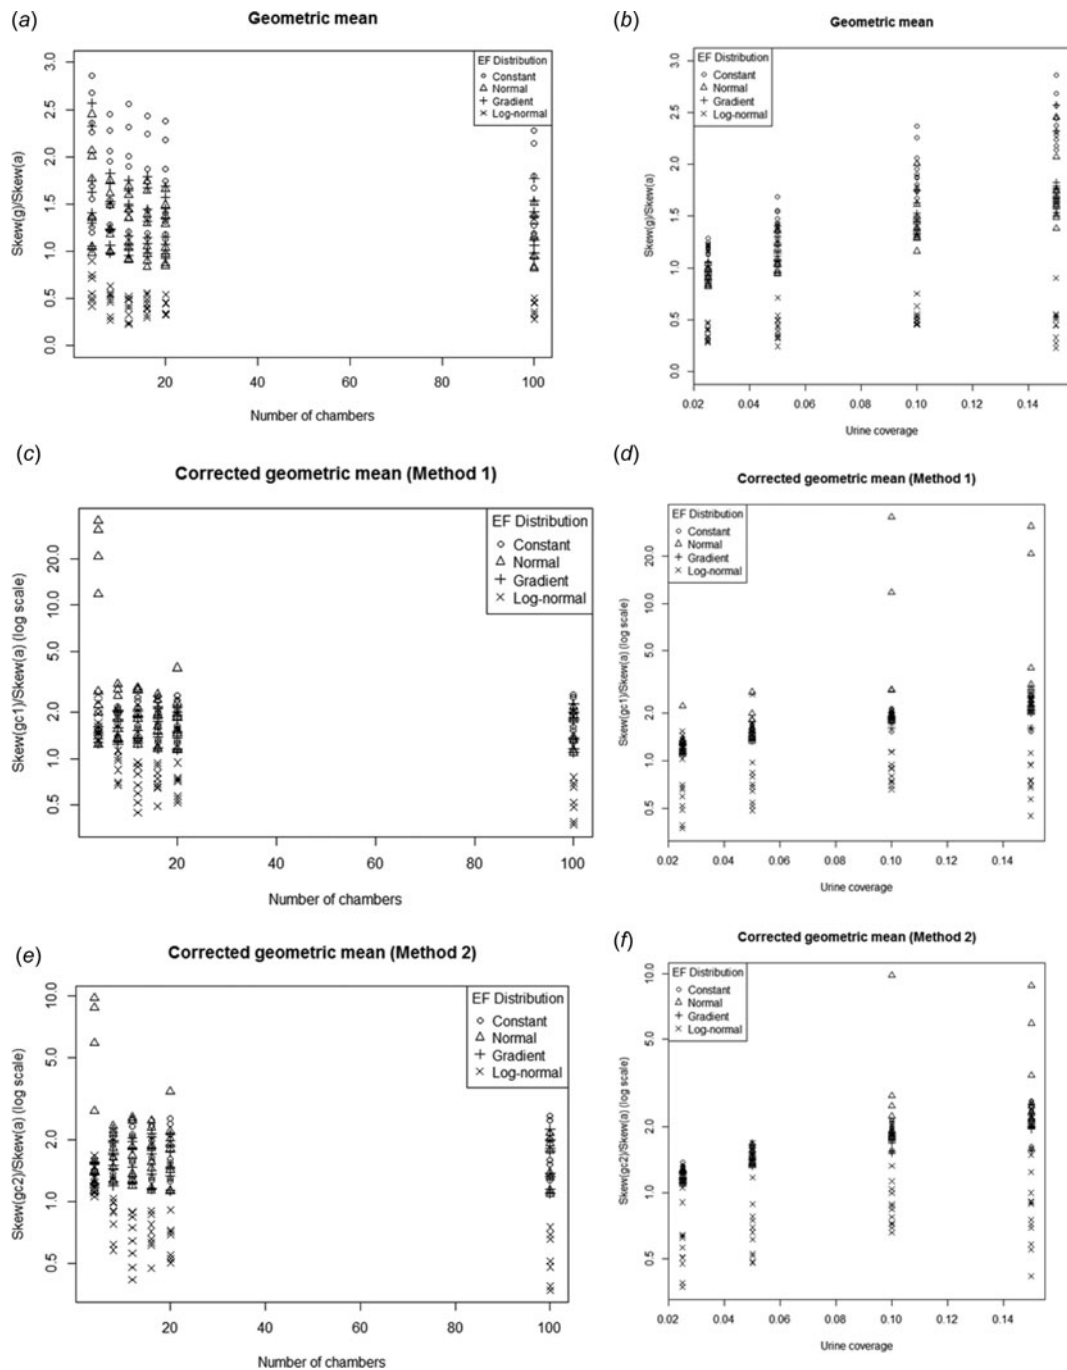 (a)
Geometric mean
Skew(g)/Skew(a)
3.0
2.5
2.0
1.5
1.0
0.5
0.0
EF Distribution
Constant
Normal
Gradient
Log-normal
20 40 60 80 100
Number of chambers
(b)
Geometric mean
Skew(g)/Skew(a)
3.0
2.5
2.0
1.5
1.0
0.5
0.0
EF Distribution
Constant
Normal
Gradient
Log-normal
0.02 0.04 0.06 0.08 0.10 0.12 0.14
Urine coverage
(c)
Corrected geometric mean (Method 1)
Skew(gc1)/Skew(a) (log scale)
20.0
10.0
5.0
2.0
1.0
0.5
EF Distribution
Constant
Normal
Gradient
Log-normal
20 40 60 80 100
Number of chambers
(d)
Corrected geometric mean (Method 1)
Skew(gc1)/Skew(a) (log scale)
20.0
10.0
5.0
2.0
1.0
0.5
EF Distribution
Constant
Normal
Gradient
Log-normal
0.02 0.04 0.06 0.08 0.10 0.12 0.14
Urine coverage
(e)
Corrected geometric mean (Method 2)
Skew(gc2)/Skew(a) (log scale)
10.0
5.0
2.0
1.0
0.5
EF Distribution
Constant
Normal
Gradient
Log-normal
20 40 60 80 100
Number of chambers
(f)
Corrected geometric mean (Method 2)
Skew(gc2)/Skew(a) (log scale)
10.0
5.0
2.0
1.0
0.5
EF Distribution
Constant
Normal
Gradient
Log-normal
0.02 0.04 0.06 0.08 0.10 0.12 0.14
Urine coverage